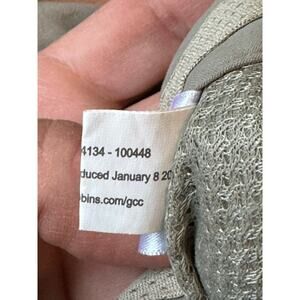 4134 - 100448
duced January 8 20
bins.com/gcc